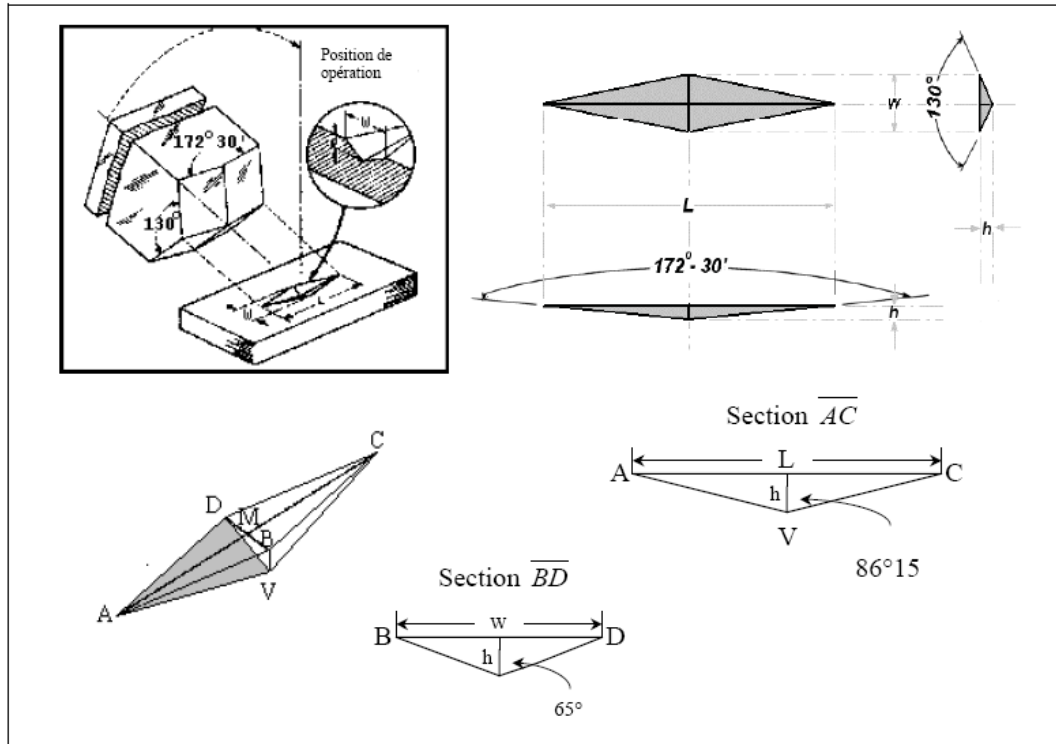 Position de
opération
172° 30'
130°
W
h
L
W
W
130°
L
h
172° - 30'
h
Section AC
A
L
C
h
V
86°15
C
D
M
B
V
A
Section BD
B
w
D
h
65°